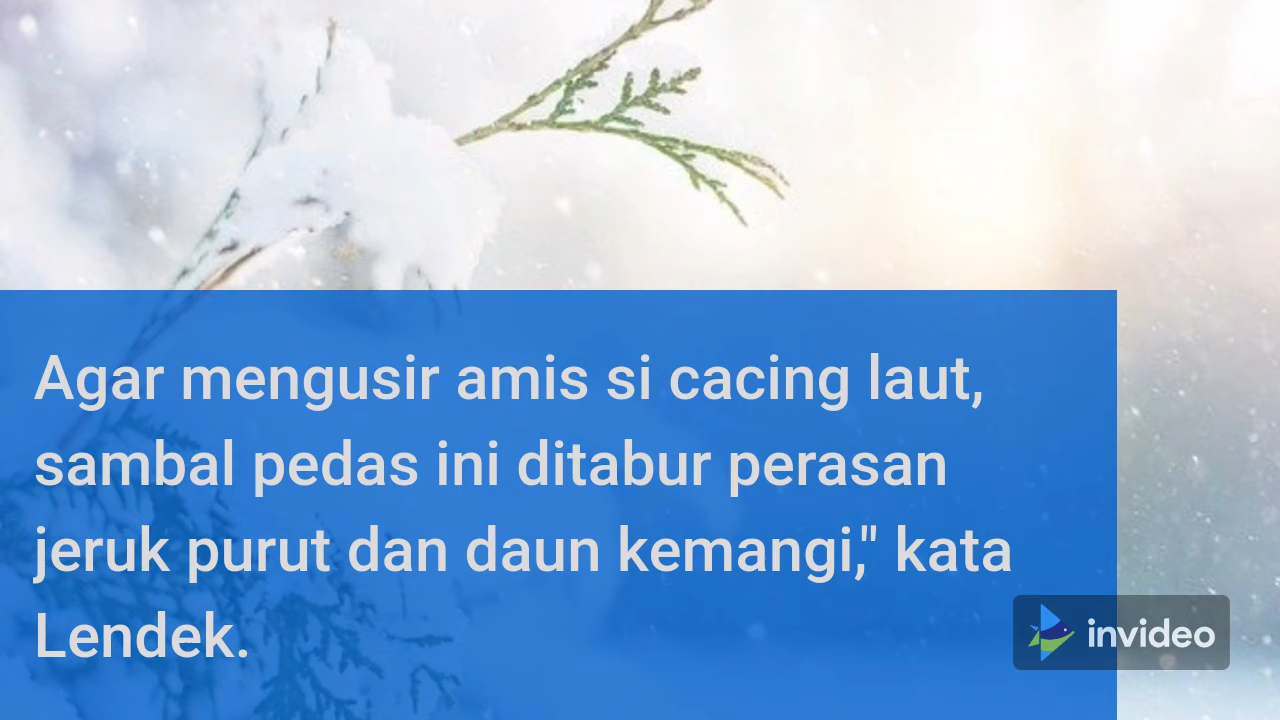 Agar mengusir amis si cacing laut,
sambal pedas ini ditabur perasan
jeruk purut dan daun kemangi," kata
Lendek.
invideo